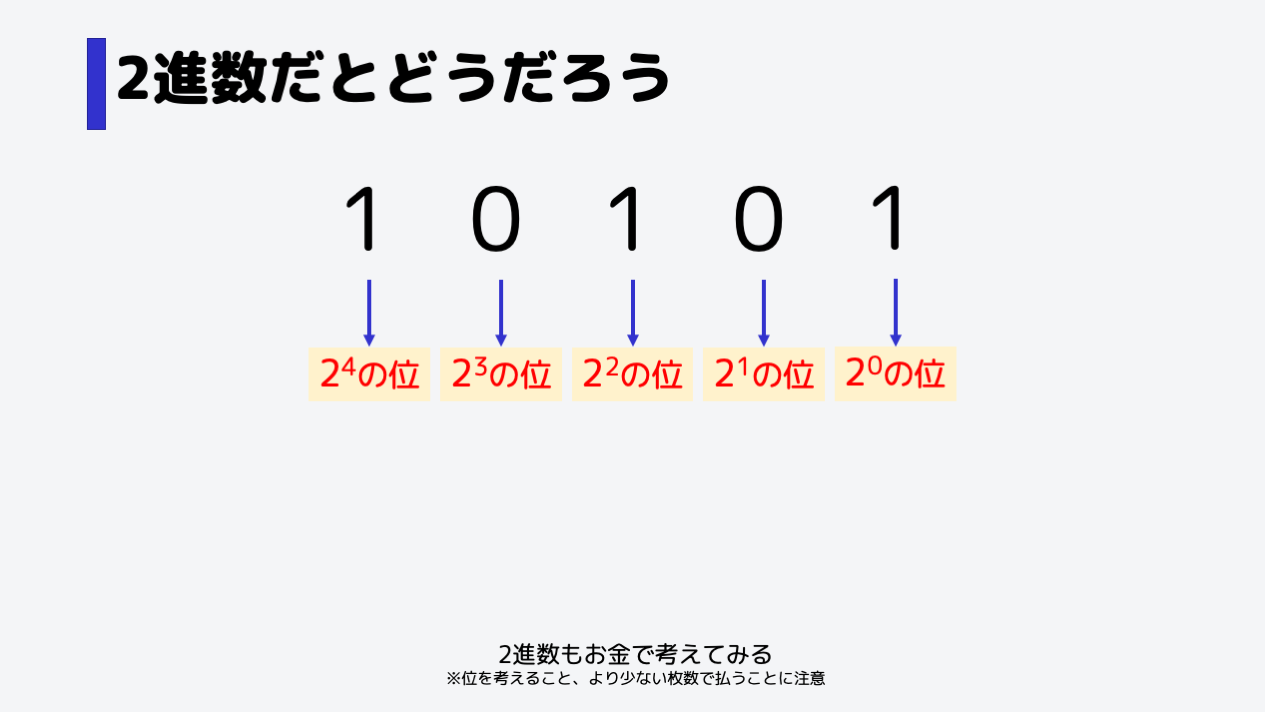 2進数だとどうだろう
1 0 1 0 1
2⁴の位 2³の位 2²の位 2¹の位 2⁰の位
2進数もお金で考えてみる
※位を考えること、より少ない枚数で払うことに注意